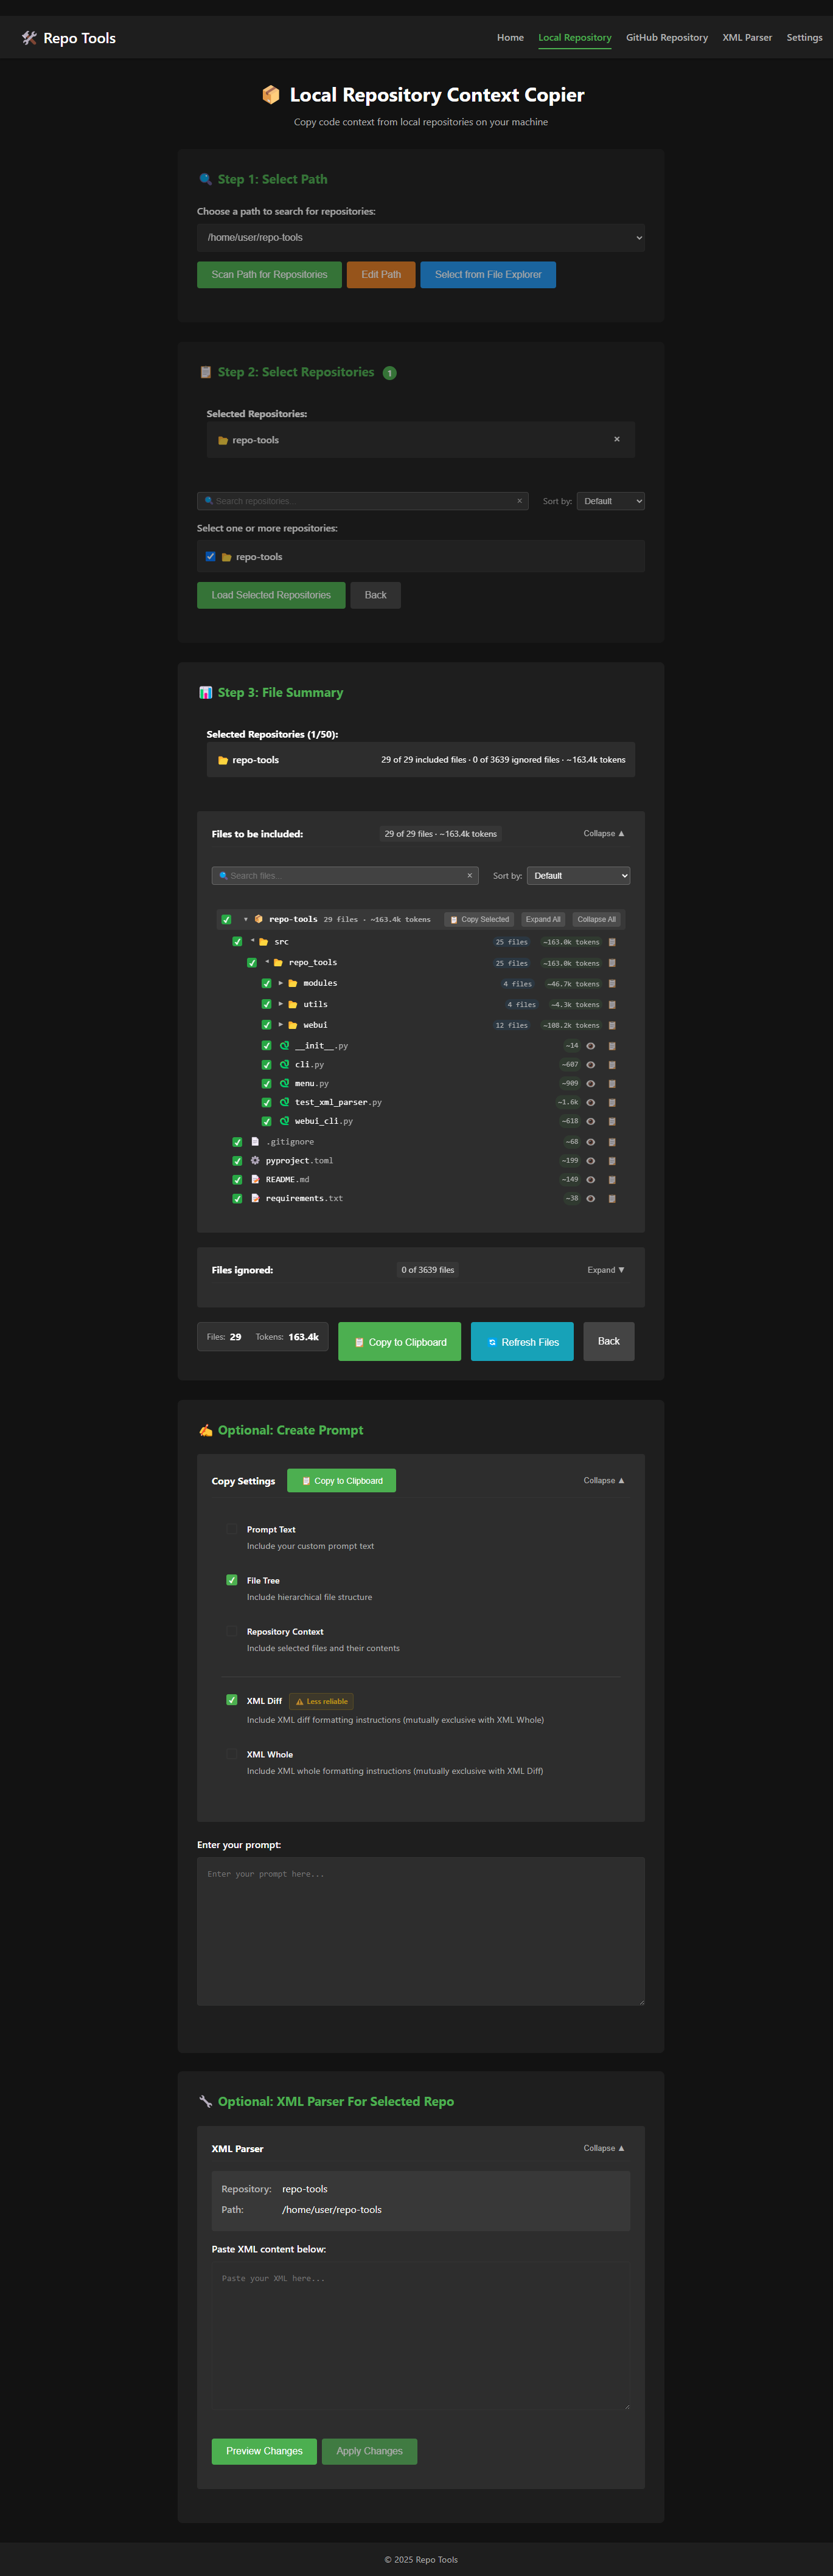 Repo Tools
Home Local Repository GitHub Repository XML Parser Settings
Local Repository Context Copier
Copy code context from local repositories on your machine
Step 1: Select Path
Choose a path to search for repositories:
/home/user/repo-tools
Scan Path for Repositories Edit Path Select from File Explorer
Step 2: Select Repositories 1
Selected Repositories:
repo-tools ×
Search repositories... × Sort by: Default
Select one or more repositories:
repo-tools
Load Selected Repositories Back
Step 3: File Summary
Selected Repositories (1/50):
repo-tools 29 of 29 included files · 0 of 3639 ignored files · ~163.4k tokens
Files to be included: 29 of 29 files · ~163.4k tokens Collapse ▲
Search files... × Sort by: Default
▼ repo-tools 29 files · ~163.4k tokens Copy Selected Expand All Collapse All
src 25 files ~163.0k tokens
repo_tools 25 files ~163.0k tokens
▶ modules 4 files ~46.7k tokens
▶ utils 4 files ~4.3k tokens
▶ webui 12 files ~108.2k tokens
__init__.py ~14
cli.py ~607
menu.py ~909
test_xml_parser.py ~1.6k
webui_cli.py ~618
.gitignore ~68
pyproject.toml ~199
README.md ~149
requirements.txt ~38
Files ignored: 0 of 3639 files Expand ▼
Files: 29 Tokens: 163.4k Copy to Clipboard Refresh Files Back
Optional: Create Prompt
Copy Settings Copy to Clipboard Collapse ▲
Prompt Text
Include your custom prompt text
File Tree
Include hierarchical file structure
Repository Context
Include selected files and their contents
XML Diff ⚠ Less reliable
Include XML diff formatting instructions (mutually exclusive with XML Whole)
XML Whole
Include XML whole formatting instructions (mutually exclusive with XML Diff)
Enter your prompt:
Enter your prompt here...
Optional: XML Parser For Selected Repo
XML Parser Collapse ▲
Repository: repo-tools
Path: /home/user/repo-tools
Paste XML content below:
Paste your XML here...
Preview Changes Apply Changes
© 2025 Repo Tools